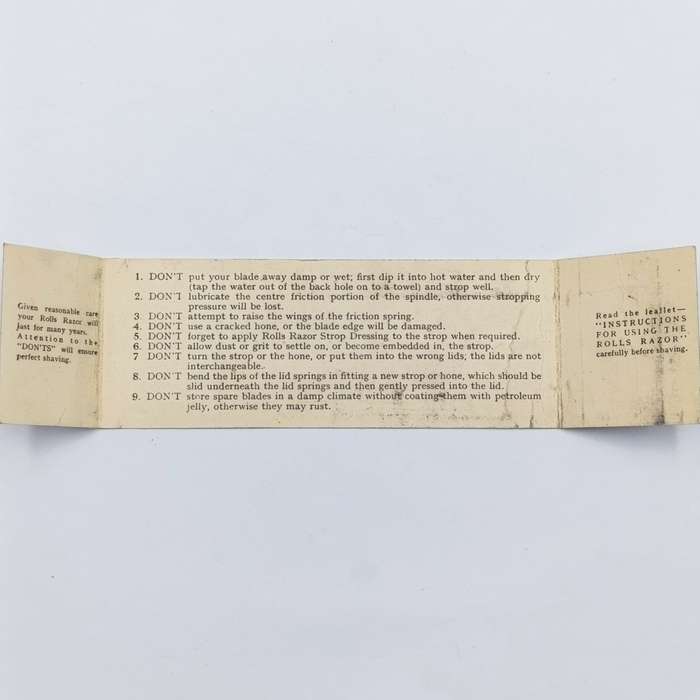 Given reasonable care
your Rolls Razor will
last for many years.
Attention to the
"DON'TS" will ensure
perfect shaving.
1. DON'T put your blade away damp or wet; first dip it into hot water and then dry
(tap the water out of the back hole on to a towel) and strop well.
2. DON'T lubricate the centre friction portion of the spindle, otherwise stropping
pressure will be lost.
3. DON'T attempt to raise the wings of the friction spring.
4. DON'T use a cracked hone, or the blade edge will be damaged.
5. DON'T forget to apply Rolls Razor Strop Dressing to the strop when required.
6. DON'T allow dust or grit to settle on, or become embedded in, the strop.
7 DON'T turn the strop or the hone, or put them into the wrong lids; the lids are not
interchangeable.
8. DON'T bend the lips of the lid springs in fitting a new strop or hone, which should be
slid underneath the lid springs and then gently pressed into the lid.
9. DON'T store spare blades in a damp climate without coating them with petroleum
jelly, otherwise they may rust.
Read the leaflet—
"INSTRUCTIONS
FOR USING THE
ROLLS RAZOR"
carefully before shaving.